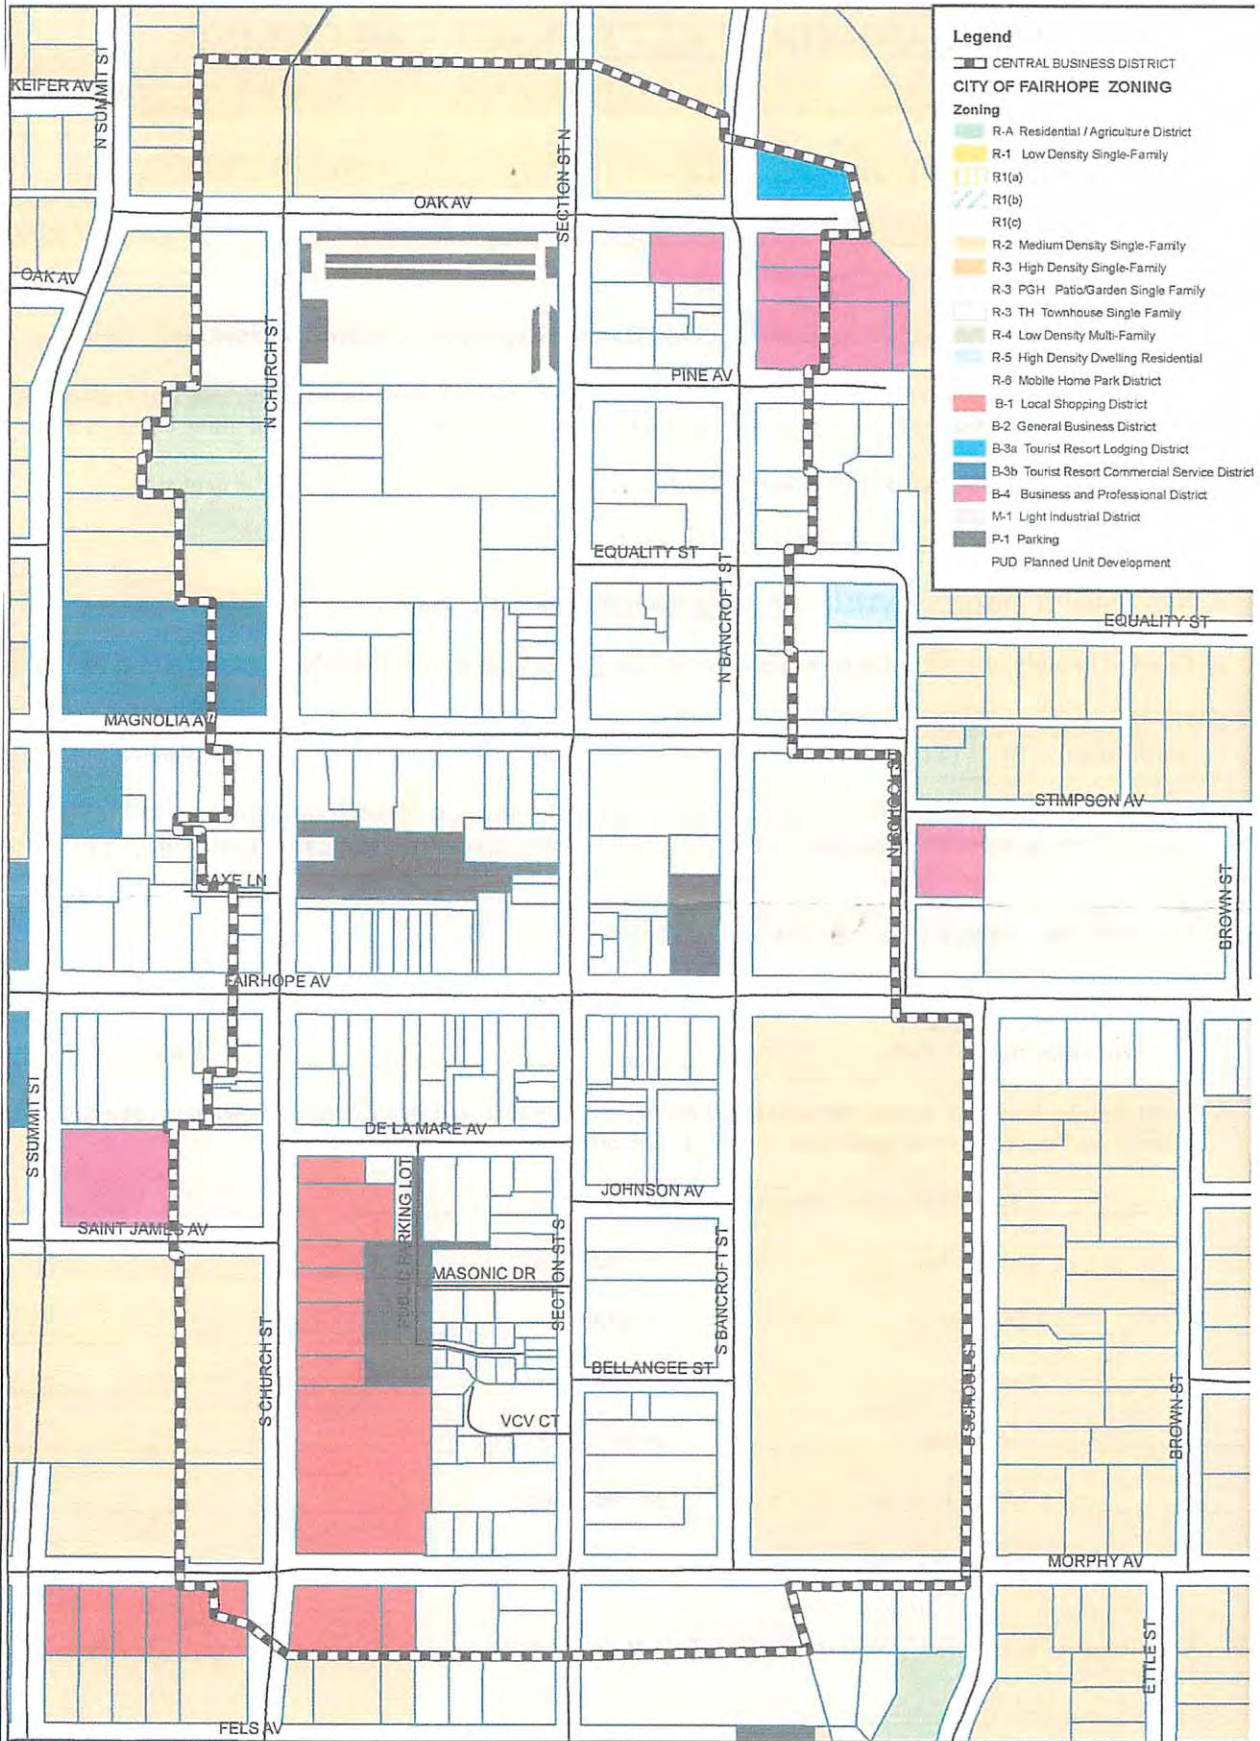 Legend
CENTRAL BUSINESS DISTRICT
CITY OF FAIRHOPE ZONING
Zoning
R-A Residential / Agriculture District
R-1 Low Density Single-Family
R1(a)
R1(b)
R1(c)
R-2 Medium Density Single-Family
R-3 High Density Single-Family
R-3 PGH Patio/Garden Single Family
R-3 TH Townhouse Single Family
R-4 Low Density Multi-Family
R-5 High Density Dwelling Residential
R-6 Mobile Home Park District
B-1 Local Shopping District
B-2 General Business District
B-3a Tourist Resort Lodging District
B-3b Tourist Resort Commercial Service District
B-4 Business and Professional District
M-1 Light Industrial District
P-1 Parking
PUD Planned Unit Development
KEIFER AV
N SUMMIT ST
SECTION ST N
OAK AV
OAK AV
N CHURCH ST
PINE AV
EQUALITY ST
N BANCROFT ST
EQUALITY ST
MAGNOLIA AV
N SCHOOL ST
STIMPSON AV
SAXE LN
BROWN ST
FAIRHOPE AV
S SUMMIT ST
DE LA MARE AV
PUBLIC PARKING LOT
JOHNSON AV
SAINT JAMES AV
MASONIC DR
SECTION ST S
S BANCROFT ST
S CHURCH ST
BELLANGEE ST
S SCHOOL ST
BROWN ST
VCV CT
MORPHY AV
ETTLE ST
FELS AV